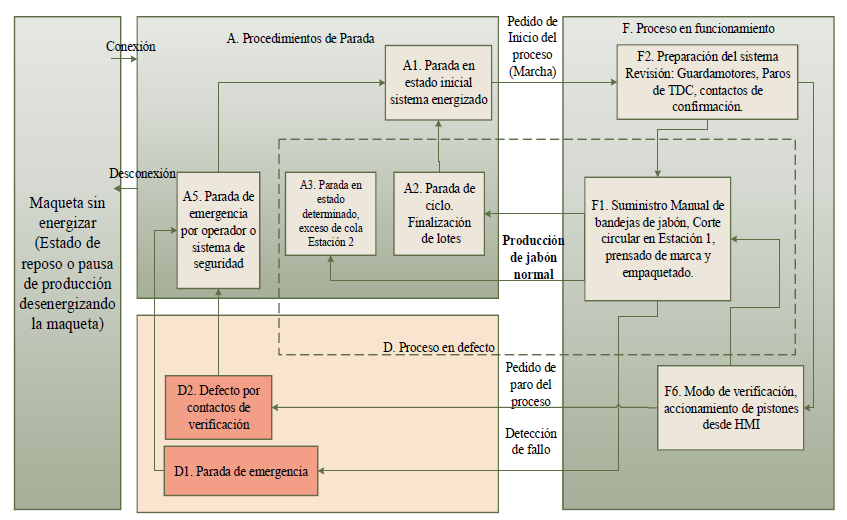 Conexión
Desconexión
Maqueta sin
energizar
(Estado de
reposo o pausa
de producción
desenergizando
la maqueta)
A. Procedimientos de Parada
A1. Parada en
estado inicial
sistema energizado
A5. Parada de
emergencia
por operador o
sistema de
seguridad
A3. Parada en
estado
determinado,
exceso de cola
Estación 2
A2. Parada de
ciclo.
Finalización
de lotes
Pedido de
Inicio del
proceso
(Marcha)
Producción
de jabón
normal
F. Proceso en funcionamiento
F2. Preparación del sistema
Revisión: Guardamotores, Paros
de TDC, contactos de
confirmación.
F1. Suministro Manual de
bandejas de jabón, Corte
circular en Estación 1,
prensado de marca y
empaquetado.
D. Proceso en defecto
D2. Defecto por
contactos de
verificación
D1. Parada de emergencia
Pedido de
paro del
proceso
Detección
de fallo
F6. Modo de verificación,
accionamiento de pistones
desde HMI